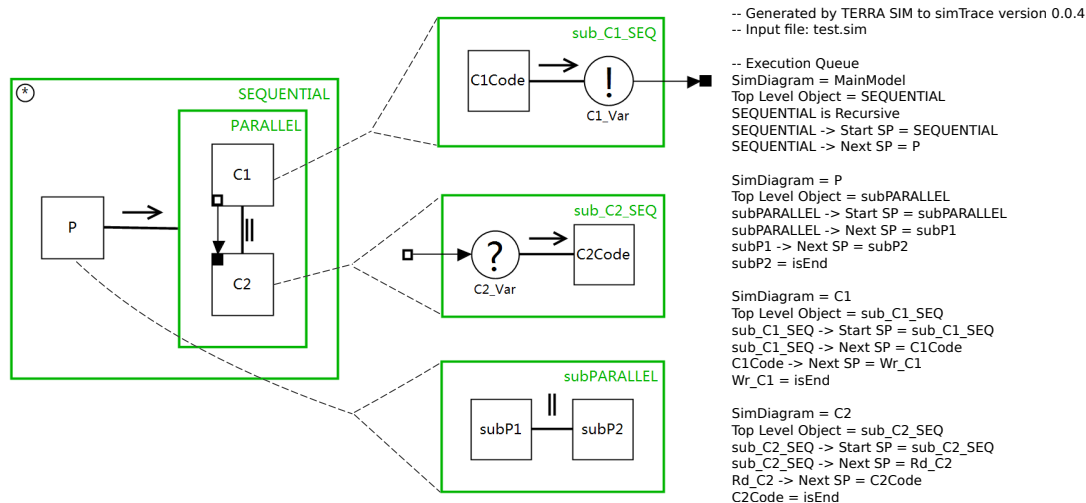 *
SEQUENTIAL
PARALLEL
P
C1
C2
sub_C1_SEQ
C1Code
!
C1_Var
sub_C2_SEQ
?
C2Code
C2_Var
subPARALLEL
subP1
subP2
-- Generated by TERRA SIM to simTrace version 0.0.4
-- Input file: test.sim
-- Execution Queue
SimDiagram = MainModel
Top Level Object = SEQUENTIAL
SEQUENTIAL is Recursive
SEQUENTIAL -> Start SP = SEQUENTIAL
SEQUENTIAL -> Next SP = P
SimDiagram = P
Top Level Object = subPARALLEL
subPARALLEL -> Start SP = subPARALLEL
subPARALLEL -> Next SP = subP1
subP1 -> Next SP = subP2
subP2 = isEnd
SimDiagram = C1
Top Level Object = sub_C1_SEQ
sub_C1_SEQ -> Start SP = sub_C1_SEQ
sub_C1_SEQ -> Next SP = C1Code
C1Code -> Next SP = Wr_C1
Wr_C1 = isEnd
SimDiagram = C2
Top Level Object = sub_C2_SEQ
sub_C2_SEQ -> Start SP = sub_C2_SEQ
sub_C2_SEQ -> Next SP = Rd_C2
Rd_C2 -> Next SP = C2Code
C2Code = isEnd